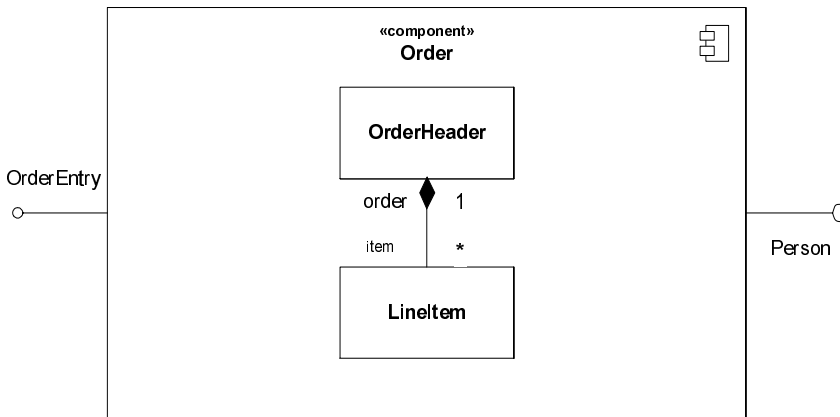 «component»
Order
OrderHeader
OrderEntry
order 1
item *
Person
LineItem